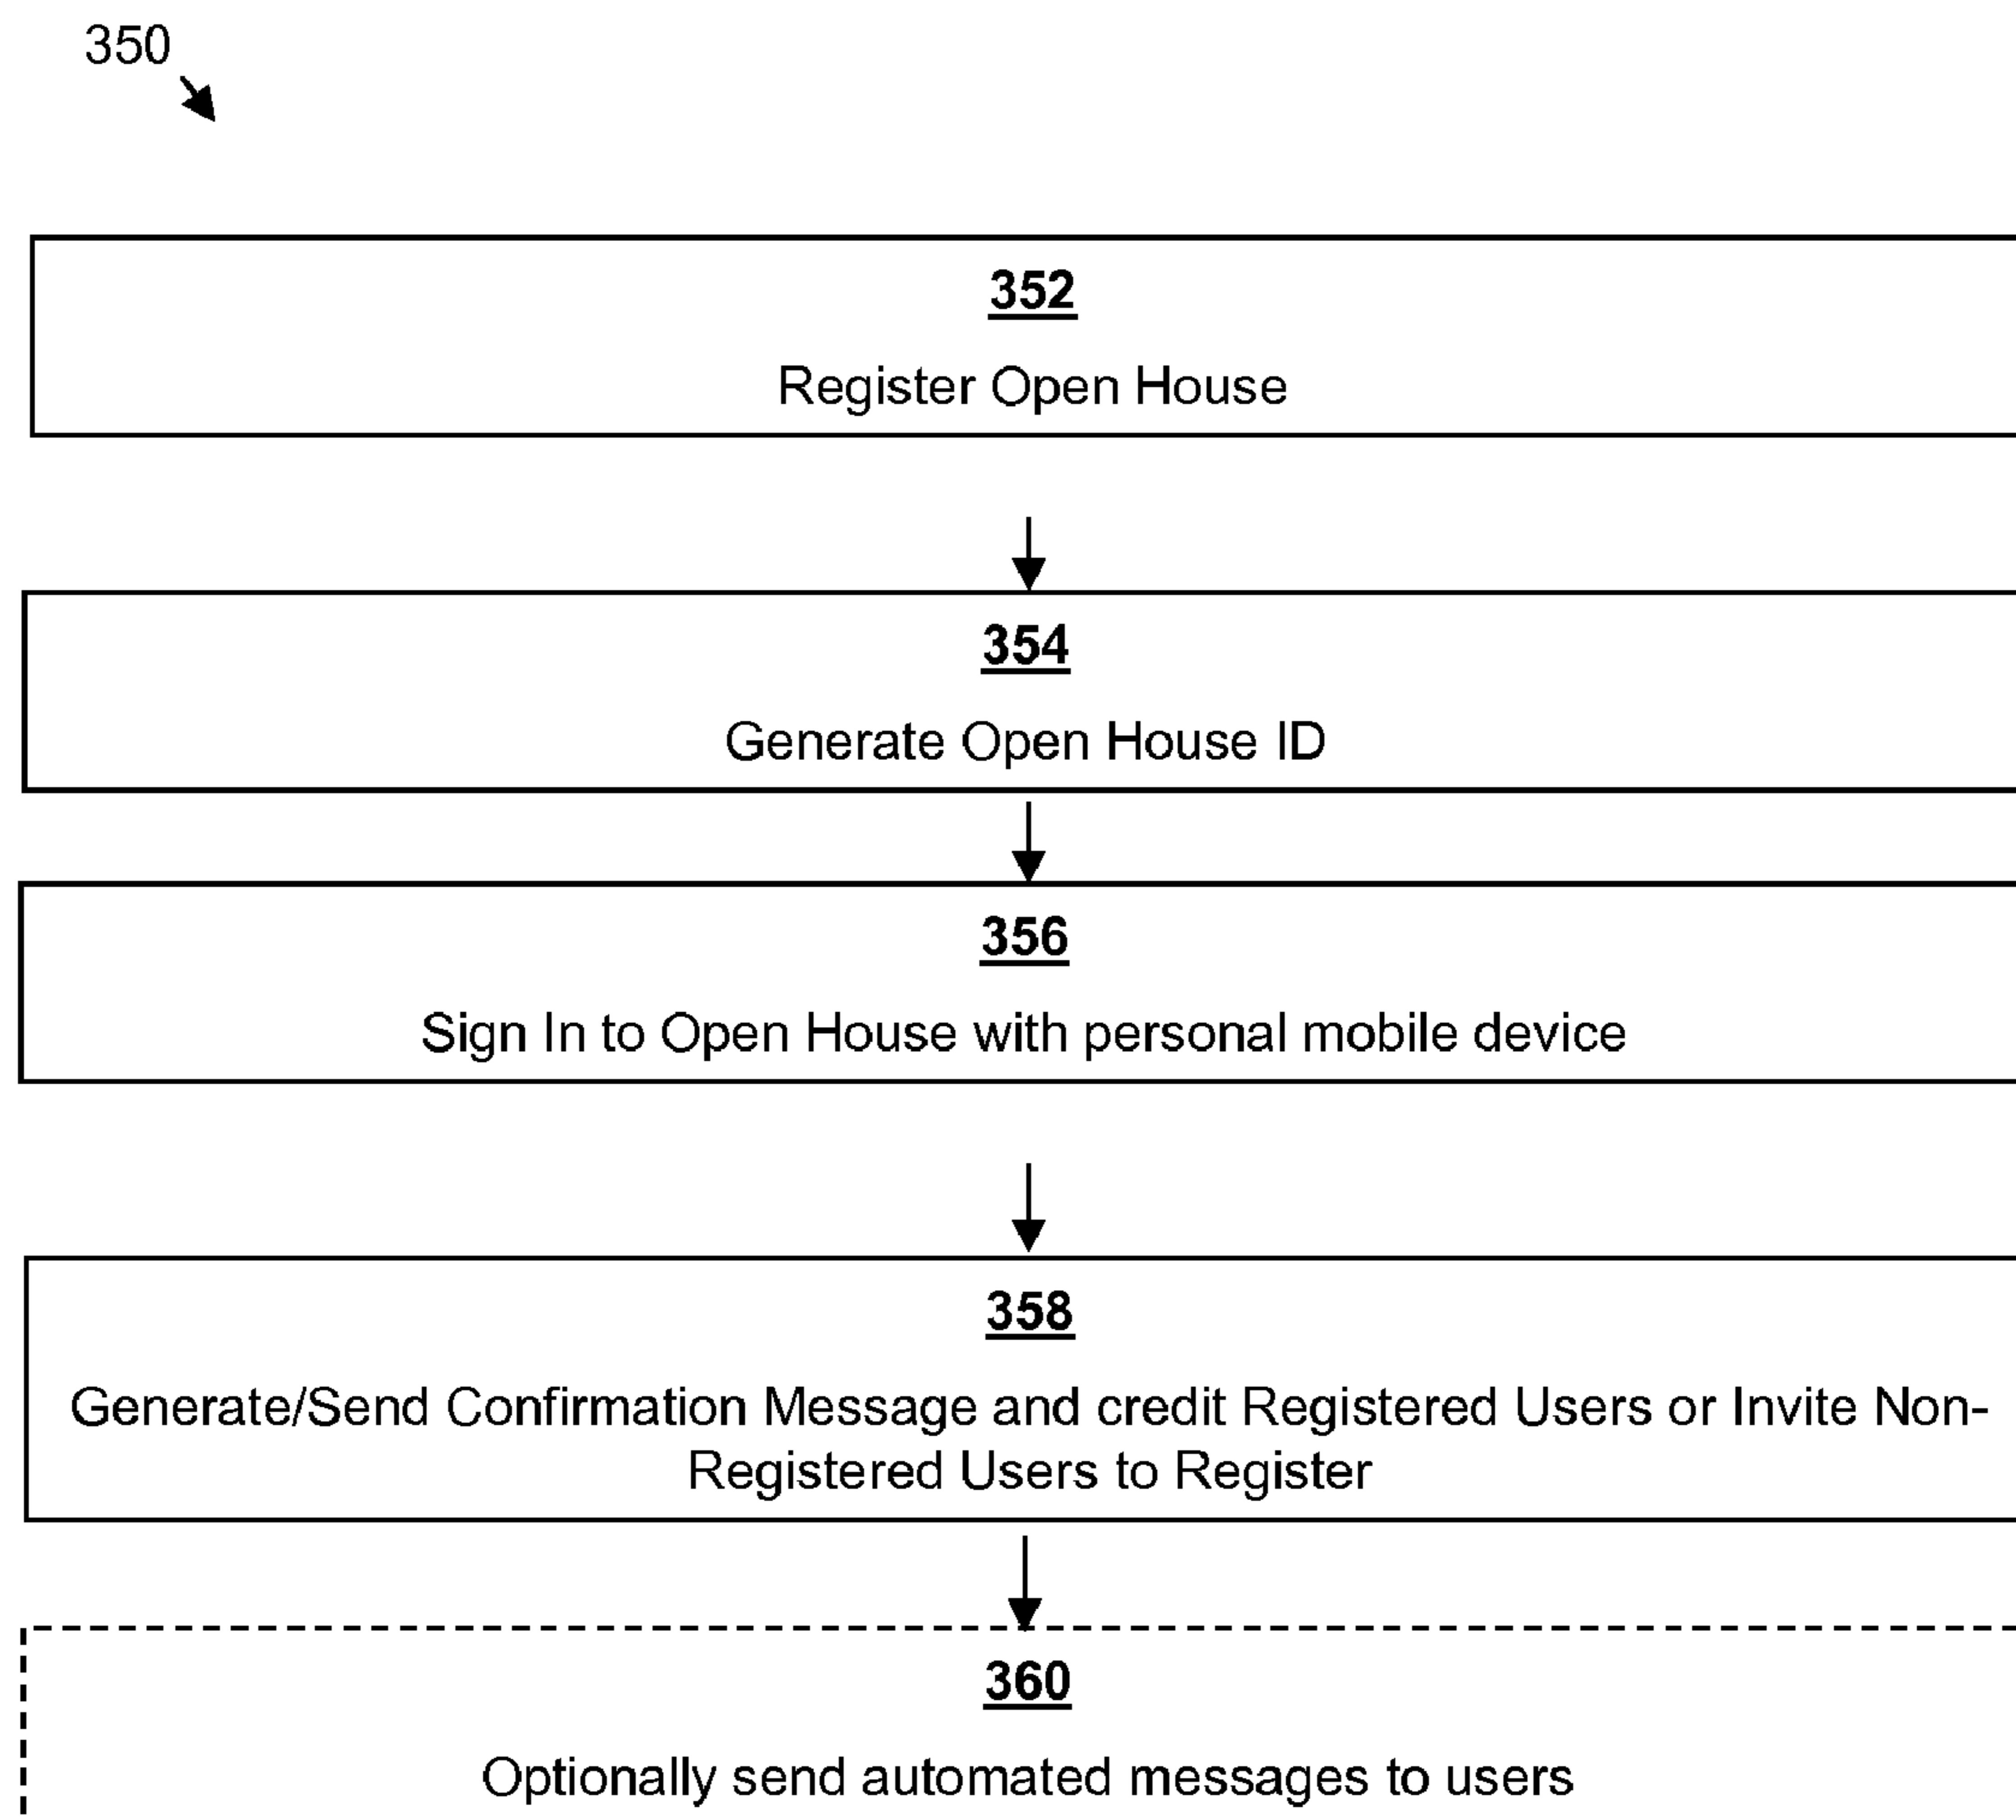 350
352
Register Open House
354
Generate Open House ID
356
Sign In to Open House with personal mobile device
358
Generate/Send Confirmation Message and credit Registered Users or Invite Non-
Registered Users to Register
360
Optionally send automated messages to users